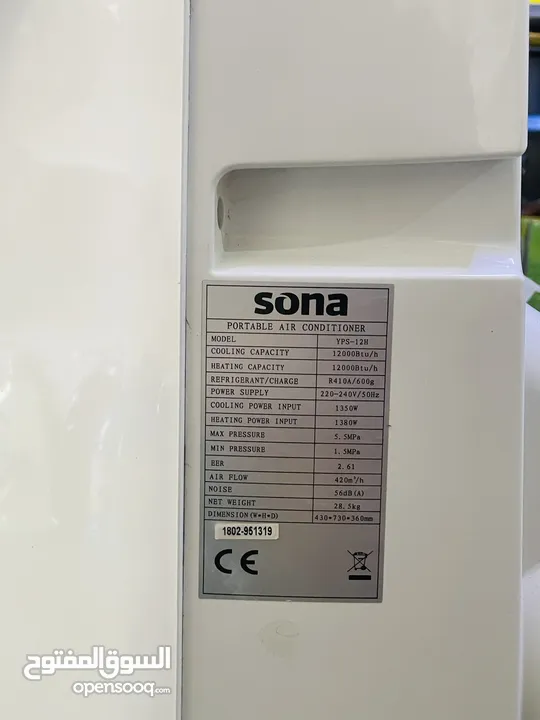 sona
PORTABLE AIR CONDITIONER
MODEL YPS-12H
COOLING CAPACITY 12000Btu/h
HEATING CAPACITY 12000Btu/h
REFRIGERANT/CHARGE R410A/600g
POWER SUPPLY 220-240V/50Hz
COOLING POWER INPUT 1350W
HEATING POWER INPUT 1380W
MAX PRESSURE 5.5MPa
MIN PRESSURE 1.5MPa
EER 2.61
AIR FLOW 420m³/h
NOISE 56dB(A)
NET WEIGHT 28.5kg
DIMENSION(W*H*D) 430*730*360mm
1802-951319
CE
السوق المفتوح
opensooq.com